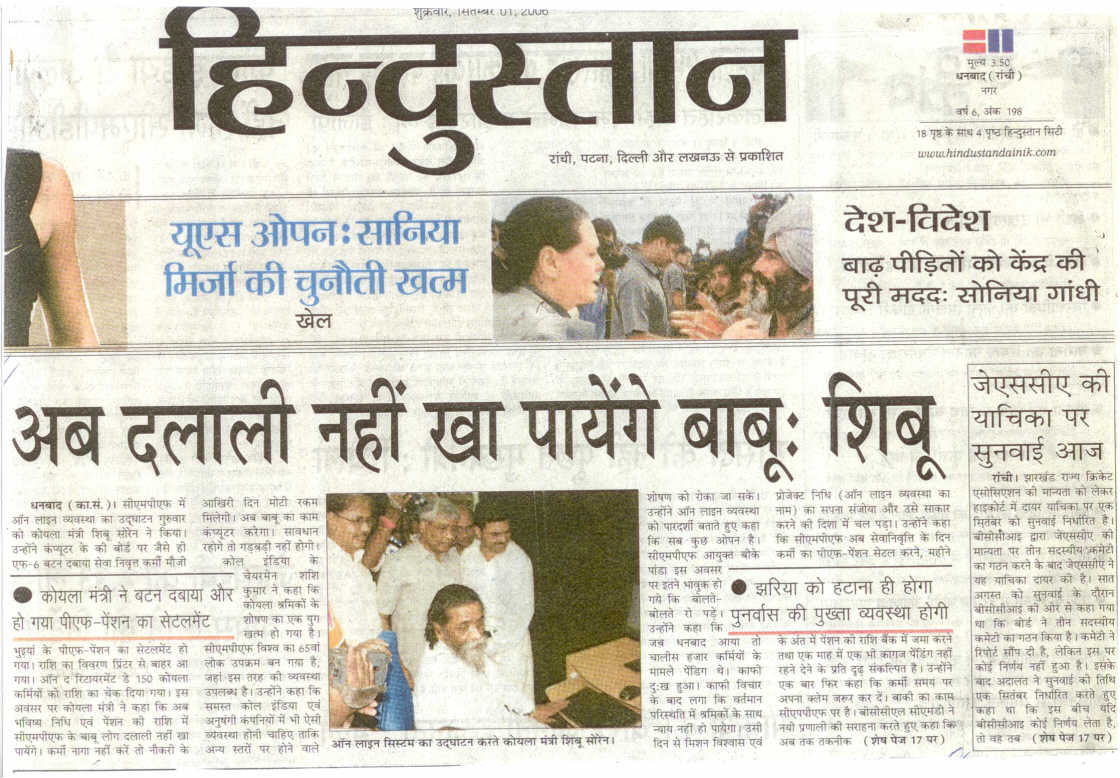 शुक्रवार, सितम्बर 01, 2006
हिन्दुस्तान
रांची, पटना, दिल्ली और लखनऊ से प्रकाशित
मूल्य 3.50
धनबाद (रांची)
नगर
वर्ष 6, अंक 198
18 पृष्ठ के साथ 4 पृष्ठ हिन्दुस्तान सिटी
www.hindustandainik.com
यूएस ओपन : सानिया
मिर्जा की चुनौती खत्म
खेल
देश-विदेश
बाढ़ पीड़ितों को केंद्र की
पूरी मददः सोनिया गांधी
अब दलाली नहीं खा पायेंगे बाबूः शिबू
धनबाद (का.सं.)। सीएमपीएफ में
ऑन लाइन व्यवस्था का उद्घाटन गुरुवार
को कोयला मंत्री शिबू सोरेन ने किया।
उन्होंने कंप्यूटर के की बोर्ड पर जैसे ही
एफ-6 बटन दबाया सेवा निवृत्त कर्मी मौजी
● कोयला मंत्री ने बटन दबाया और
हो गया पीएफ-पेंशन का सेटलमेंट
भुइयां के पीएफ-पेंशन का सेटलमेंट हो
गया। राशि का विवरण प्रिंटर से बाहर आ
गया। ऑन द रिटायरमेंट डे 150 कोयला
कर्मियों को राशि का चेक दिया गया। इस
अवसर पर कोयला मंत्री ने कहा कि अब
भविष्य निधि एवं पेंशन की राशि में
सीएमपीएफ के बाबू लोग दलाली नहीं खा
पायेंगे। कर्मी नागा नहीं करें तो नौकरी के
आखिरी दिन मोटी रकम
मिलेगी। अब बाबू का काम
कंप्यूटर करेगा। सावधान
रहोगे तो गड़बड़ी नहीं होगी।
कोल इंडिया के
चेयरमेन शशि
कुमार ने कहा कि
कोयला श्रमिकों के
शोषण का एक युग
खत्म हो गया है।
सीएमपीएफ विश्व का 65वां
लोक उपक्रम बन गया है,
जहां इस तरह की व्यवस्था
उपलब्ध है। उन्होंने कहा कि
समस्त कोल इंडिया एवं
अनुषंगी कंपनियों में भी ऐसी
व्यवस्था होनी चाहिए ताकि
अन्य स्तरों पर होने वाले
ऑन लाइन सिस्टम का उद्घाटन करते कोयला मंत्री शिबू सोरेन।
शोषण को रोका जा सके।
उन्होंने ऑन लाइन व्यवस्था
को पारदर्शी बताते हुए कहा
कि सब कुछ ओपन है।
सीएमपीएफ आयुक्त बीके
पांडा इस अवसर
पर इतने भावुक हो
गये कि बोलते-
बोलते रो पड़े।
उन्होंने कहा कि
जब धनबाद आया तो
चालीस हजार कर्मियों के
मामले पेंडिंग थे। काफी
दुःख हुआ। काफी विचार
के बाद लगा कि वर्तमान
परिस्थिति में श्रमिकों के साथ
न्याय नहीं हो पायेगा। उसी
दिन से मिशन विश्वास एवं
प्रोजेक्ट निधि (ऑन लाइन व्यवस्था का
नाम) का सपना संजोया और उसे साकार
करने की दिशा में चल पड़ा। उन्होंने कहा
कि सीएमपीएफ अब सेवानिवृत्ति के दिन
कर्मी का पीएफ-पेंशन सेटल करने, महीने
● झरिया को हटाना ही होगा
पुनर्वास की पुख्ता व्यवस्था होगी
के अंत में पेंशन की राशि बैंक में जमा करने
तथा एक माह में एक भी कागज पेंडिंग नहीं
रहने देने के प्रति दृढ़ संकल्पित है। उन्होंने
एक बार फिर कहा कि कर्मी समय पर
अपना क्लेम जरूर कर दें। बाकी का काम
सीएमपीएफ पर है। बीसीसीएल सीएमडी ने
नयी प्रणाली की सराहना करते हुए कहा कि
अब तक तकनीक (शेष पेज 17 पर)
जेएससीए की
याचिका पर
सुनवाई आज
रांची। झारखंड राज्य क्रिकेट
एसोसिएशन की मान्यता को लेकर
हाइकोर्ट में दायर याचिका पर एक
सितंबर को सुनवाई निर्धारित है।
बीसीसीआइ द्वारा जेएससीए की
मान्यता पर तीन सदस्यीय कमेटी
का गठन करने के बाद जेएससीए ने
यह याचिका दायर की है। सात
अगस्त को सुनवाई के दौरान
बीसीसीआइ की ओर से कहा गया
था कि बोर्ड ने तीन सदस्यीय
कमेटी का गठन किया है। कमेटी ने
रिपोर्ट सौंप दी है, लेकिन इस पर
कोई निर्णय नहीं हुआ है। इसके
बाद अदालत ने सुनवाई की तिथि
एक सितंबर निर्धारित करते हुए
कहा था कि इस बीच यदि
बीसीसीआइ कोई निर्णय लेता है,
तो वह तब (शेष पेज 17 पर)